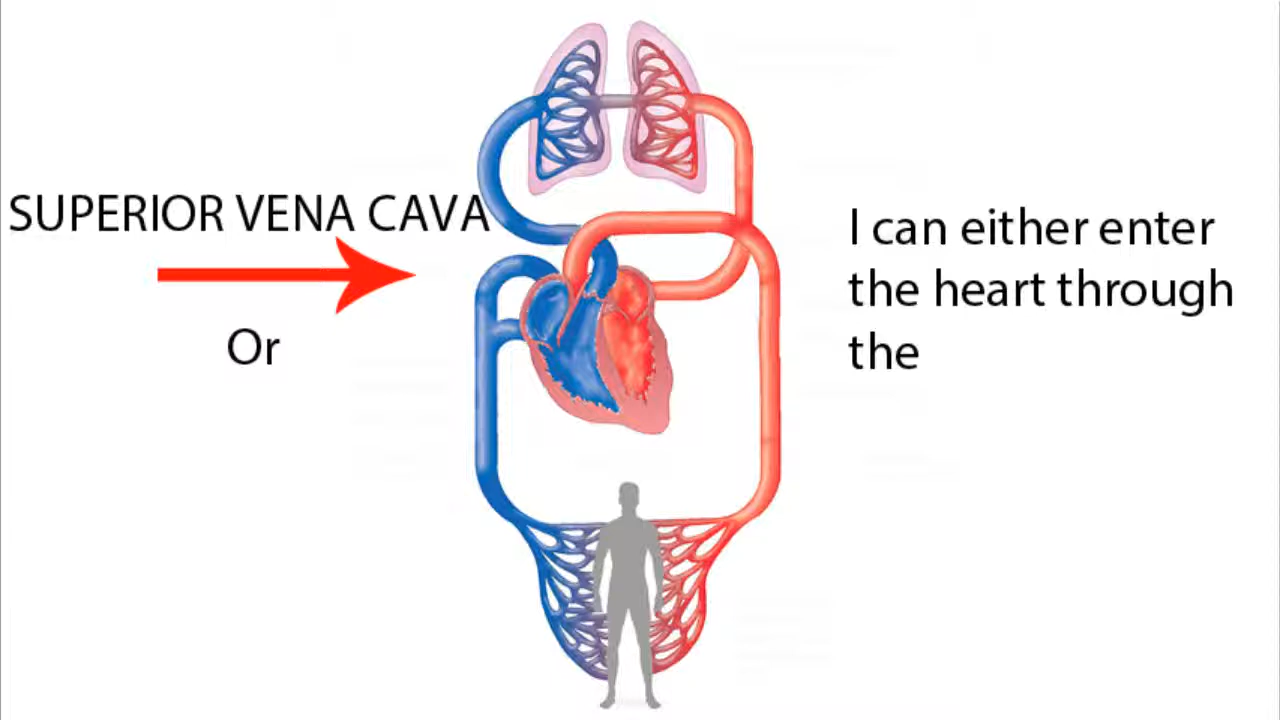 SUPERIOR VENA CAVA
Or
I can either enter
the heart through
the